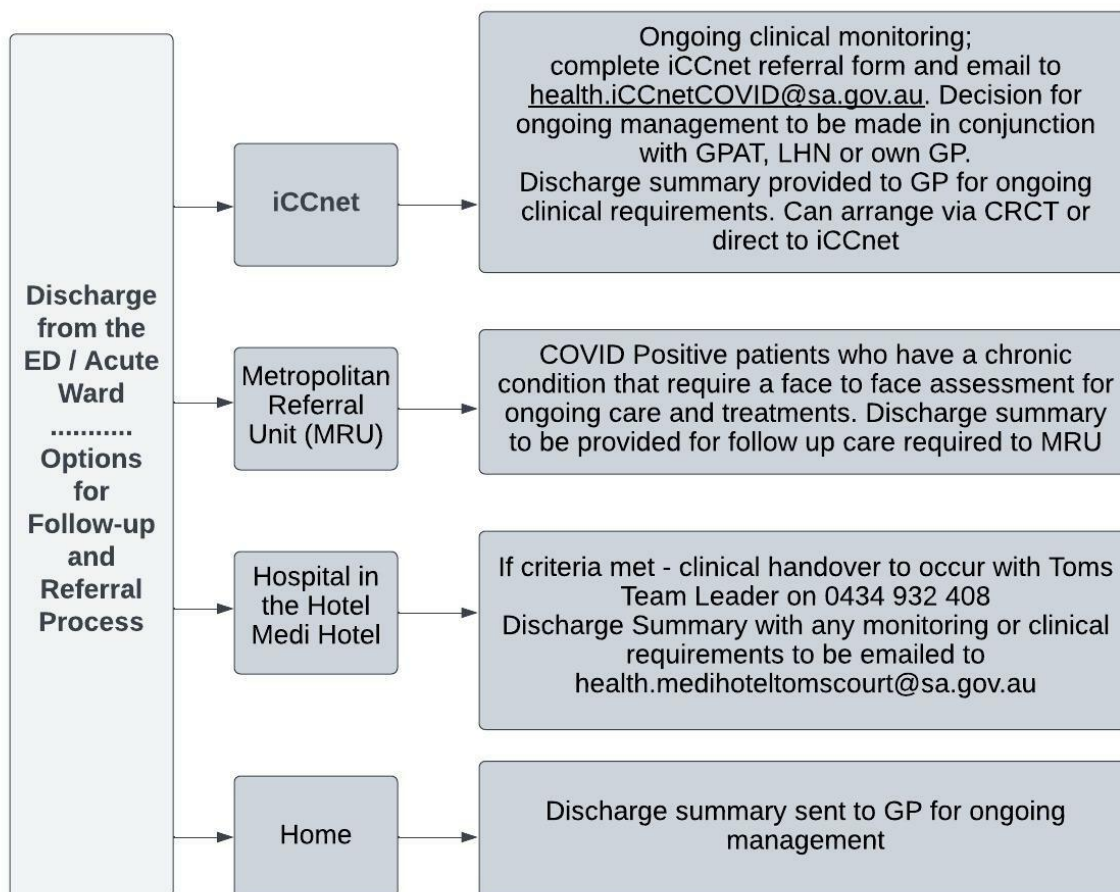 Discharge
from the
ED / Acute
Ward
...........
Options
for
Follow-up
and
Referral
Process
iCCnet
Ongoing clinical monitoring;
complete iCCnet referral form and email to
health.iCCnetCOVID@sa.gov.au. Decision for
ongoing management to be made in conjunction
with GPAT, LHN or own GP.
Discharge summary provided to GP for ongoing
clinical requirements. Can arrange via CRCT or
direct to iCCnet
Metropolitan
Referral
Unit (MRU)
COVID Positive patients who have a chronic
condition that require a face to face assessment for
ongoing care and treatments. Discharge summary
to be provided for follow up care required to MRU
Hospital in
the Hotel
Medi Hotel
If criteria met - clinical handover to occur with Toms
Team Leader on 0434 932 408
Discharge Summary with any monitoring or clinical
requirements to be emailed to
health.medihoteltomscourt@sa.gov.au
Home
Discharge summary sent to GP for ongoing
management